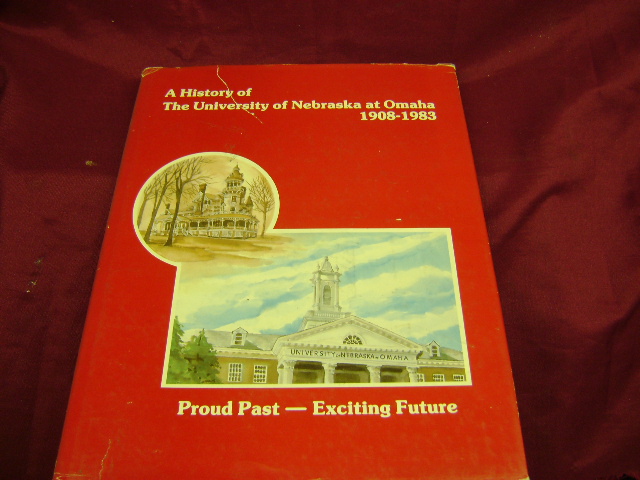 A History of
The University of Nebraska at Omaha
1908-1983
UNIVERSITY OF NEBRASKA AT OMAHA
Proud Past — Exciting Future